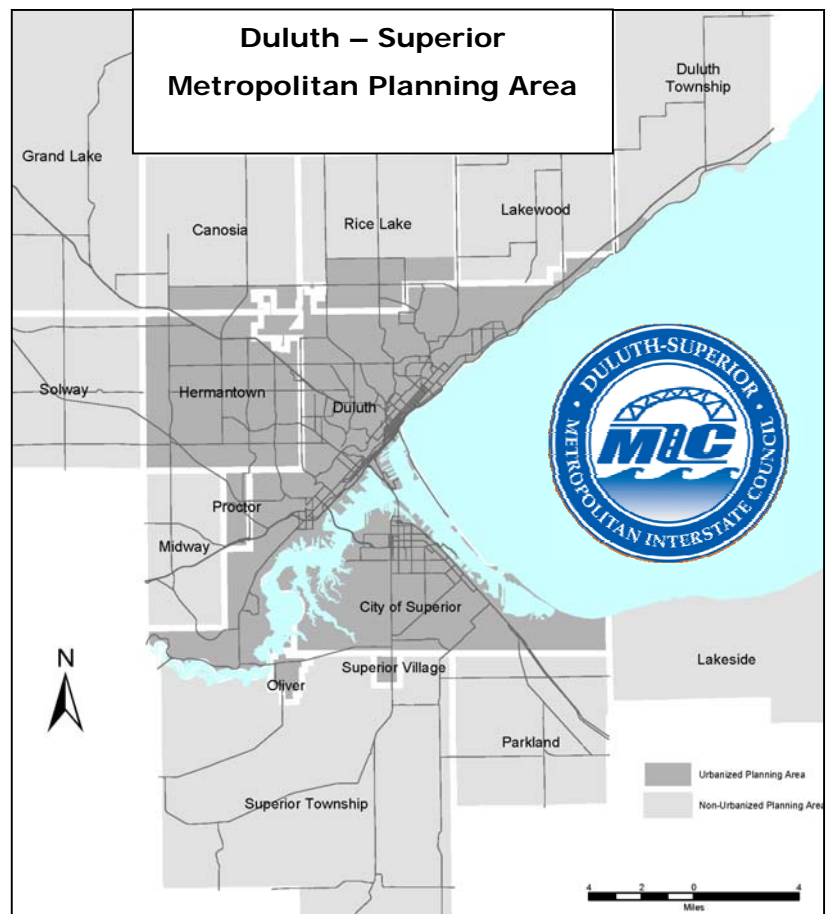 Duluth – Superior
Metropolitan Planning Area
Duluth
Township
Grand Lake
Lakewood
Rice Lake
Canosia
Solway
Hermantown
Duluth
• DULUTH-SUPERIOR •
METROPOLITAN INTERSTATE COUNCIL
MIC
Proctor
Midway
City of Superior
N
Superior Village
Lakeside
Oliver
Parkland
Urbanized Planning Area
Non-Urbanized Planning Area
Superior Township
4 2 0 4
Miles